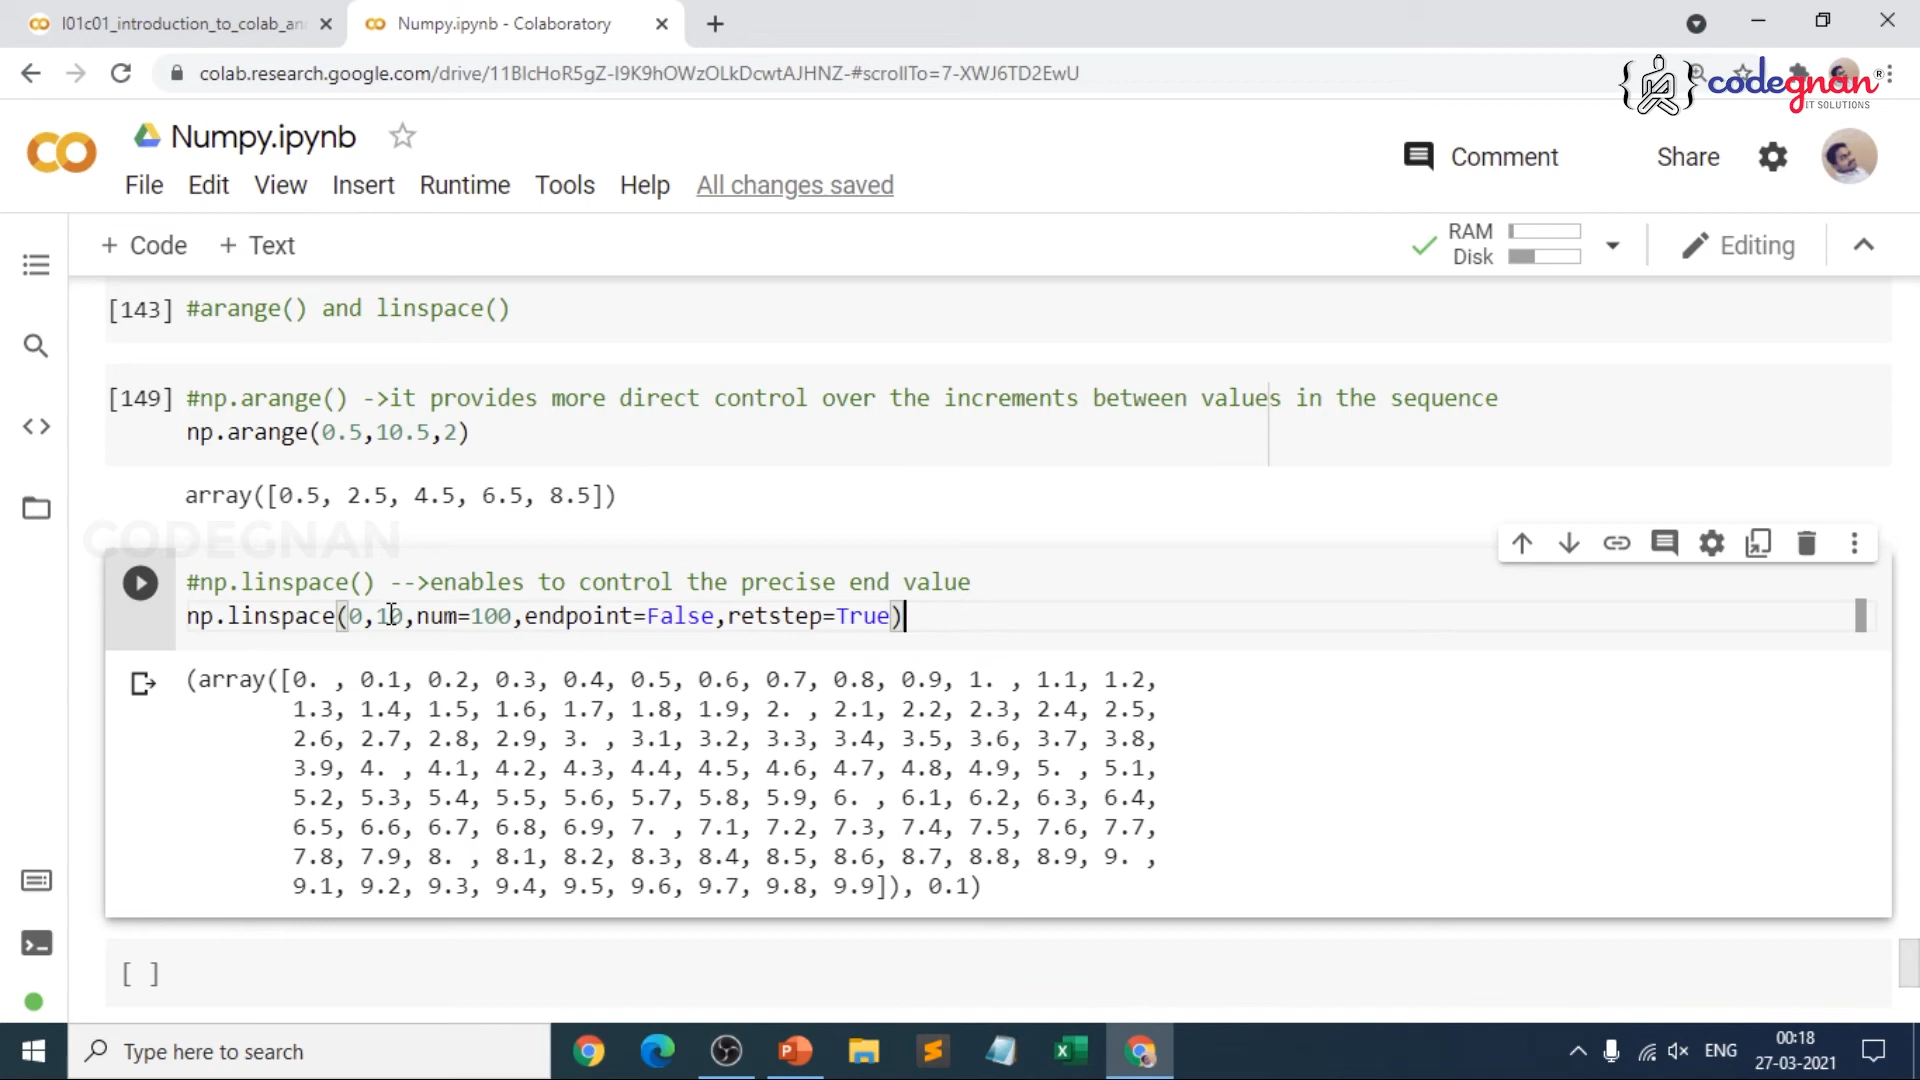 l01c01_introduction_to_colab_an
Numpy.ipynb - Colaboratory
colab.research.google.com/drive/11BlcHoR5gZ-I9K9hOWzOLkDcwtAJHNZ-#scrollTo=7-XWJ6TD2EwU
codegnan®
IT SOLUTIONS
Numpy.ipynb
Comment
Share
File Edit View Insert Runtime Tools Help All changes saved
+ Code + Text
RAM
Disk
Editing
[143] #arange() and linspace()
[149] #np.arange() ->it provides more direct control over the increments between values in the sequence
np.arange(0.5,10.5,2)
array([0.5, 2.5, 4.5, 6.5, 8.5])
CODEGNAN
#np.linspace() -->enables to control the precise end value
np.linspace(0,10,num=100,endpoint=False,retstep=True)
(array([0. , 0.1, 0.2, 0.3, 0.4, 0.5, 0.6, 0.7, 0.8, 0.9, 1. , 1.1, 1.2,
1.3, 1.4, 1.5, 1.6, 1.7, 1.8, 1.9, 2. , 2.1, 2.2, 2.3, 2.4, 2.5,
2.6, 2.7, 2.8, 2.9, 3. , 3.1, 3.2, 3.3, 3.4, 3.5, 3.6, 3.7, 3.8,
3.9, 4. , 4.1, 4.2, 4.3, 4.4, 4.5, 4.6, 4.7, 4.8, 4.9, 5. , 5.1,
5.2, 5.3, 5.4, 5.5, 5.6, 5.7, 5.8, 5.9, 6. , 6.1, 6.2, 6.3, 6.4,
6.5, 6.6, 6.7, 6.8, 6.9, 7. , 7.1, 7.2, 7.3, 7.4, 7.5, 7.6, 7.7,
7.8, 7.9, 8. , 8.1, 8.2, 8.3, 8.4, 8.5, 8.6, 8.7, 8.8, 8.9, 9. ,
9.1, 9.2, 9.3, 9.4, 9.5, 9.6, 9.7, 9.8, 9.9]), 0.1)
[ ]
Type here to search
ENG
00:18
27-03-2021